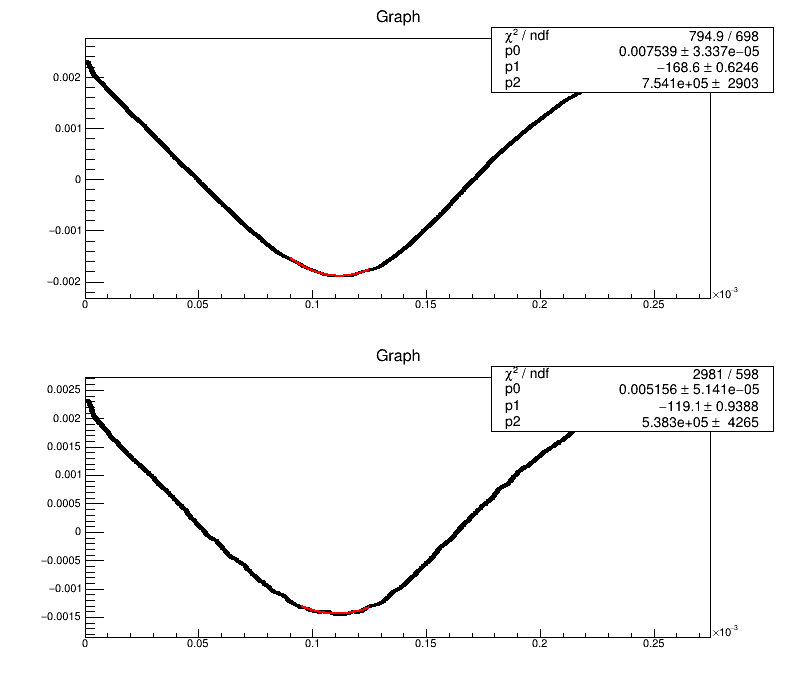 Graph
χ² / ndf 794.9 / 698
p0 0.007539 ± 3.337e−05
p1 −168.6 ± 0.6246
p2 7.541e+05 ± 2903
0.002
0.001
0
−0.001
−0.002
0 0.05 0.1 0.15 0.2 0.25
×10⁻³
Graph
χ² / ndf 2981 / 598
p0 0.005156 ± 5.141e−05
p1 −119.1 ± 0.9388
p2 5.383e+05 ± 4265
0.0025
0.002
0.0015
0.001
0.0005
0
−0.0005
−0.001
−0.0015
0 0.05 0.1 0.15 0.2 0.25
×10⁻³